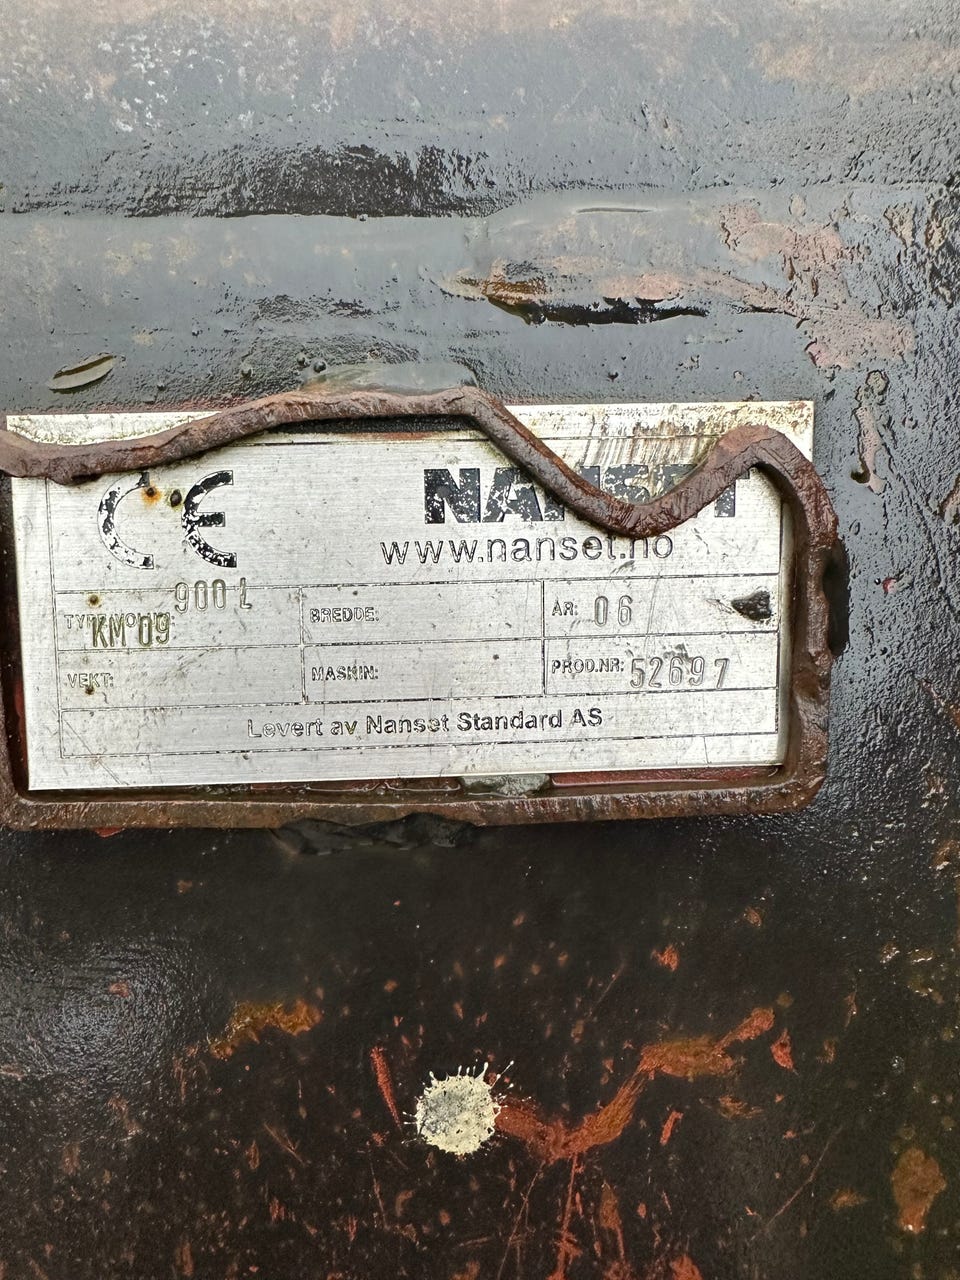 CE NANSET
www.nanset.no
900 L
KM 09
BREDDE:
ÅR: 06
VEKT:
MASKIN:
PROD.NR: 52697
Levert av Nanset Standard AS